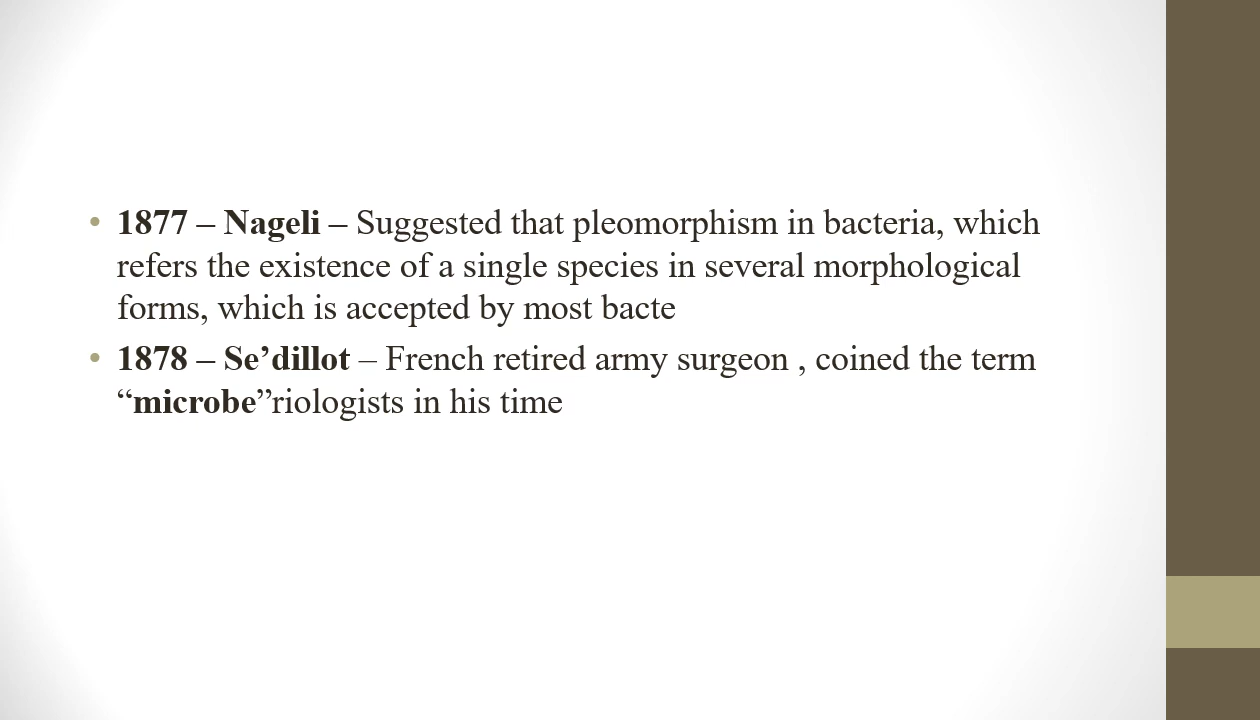 • 1877 – Nageli – Suggested that pleomorphism in bacteria, which
refers the existence of a single species in several morphological
forms, which is accepted by most bacte
• 1878 – Se’dillot – French retired army surgeon , coined the term
“microbe”riologists in his time